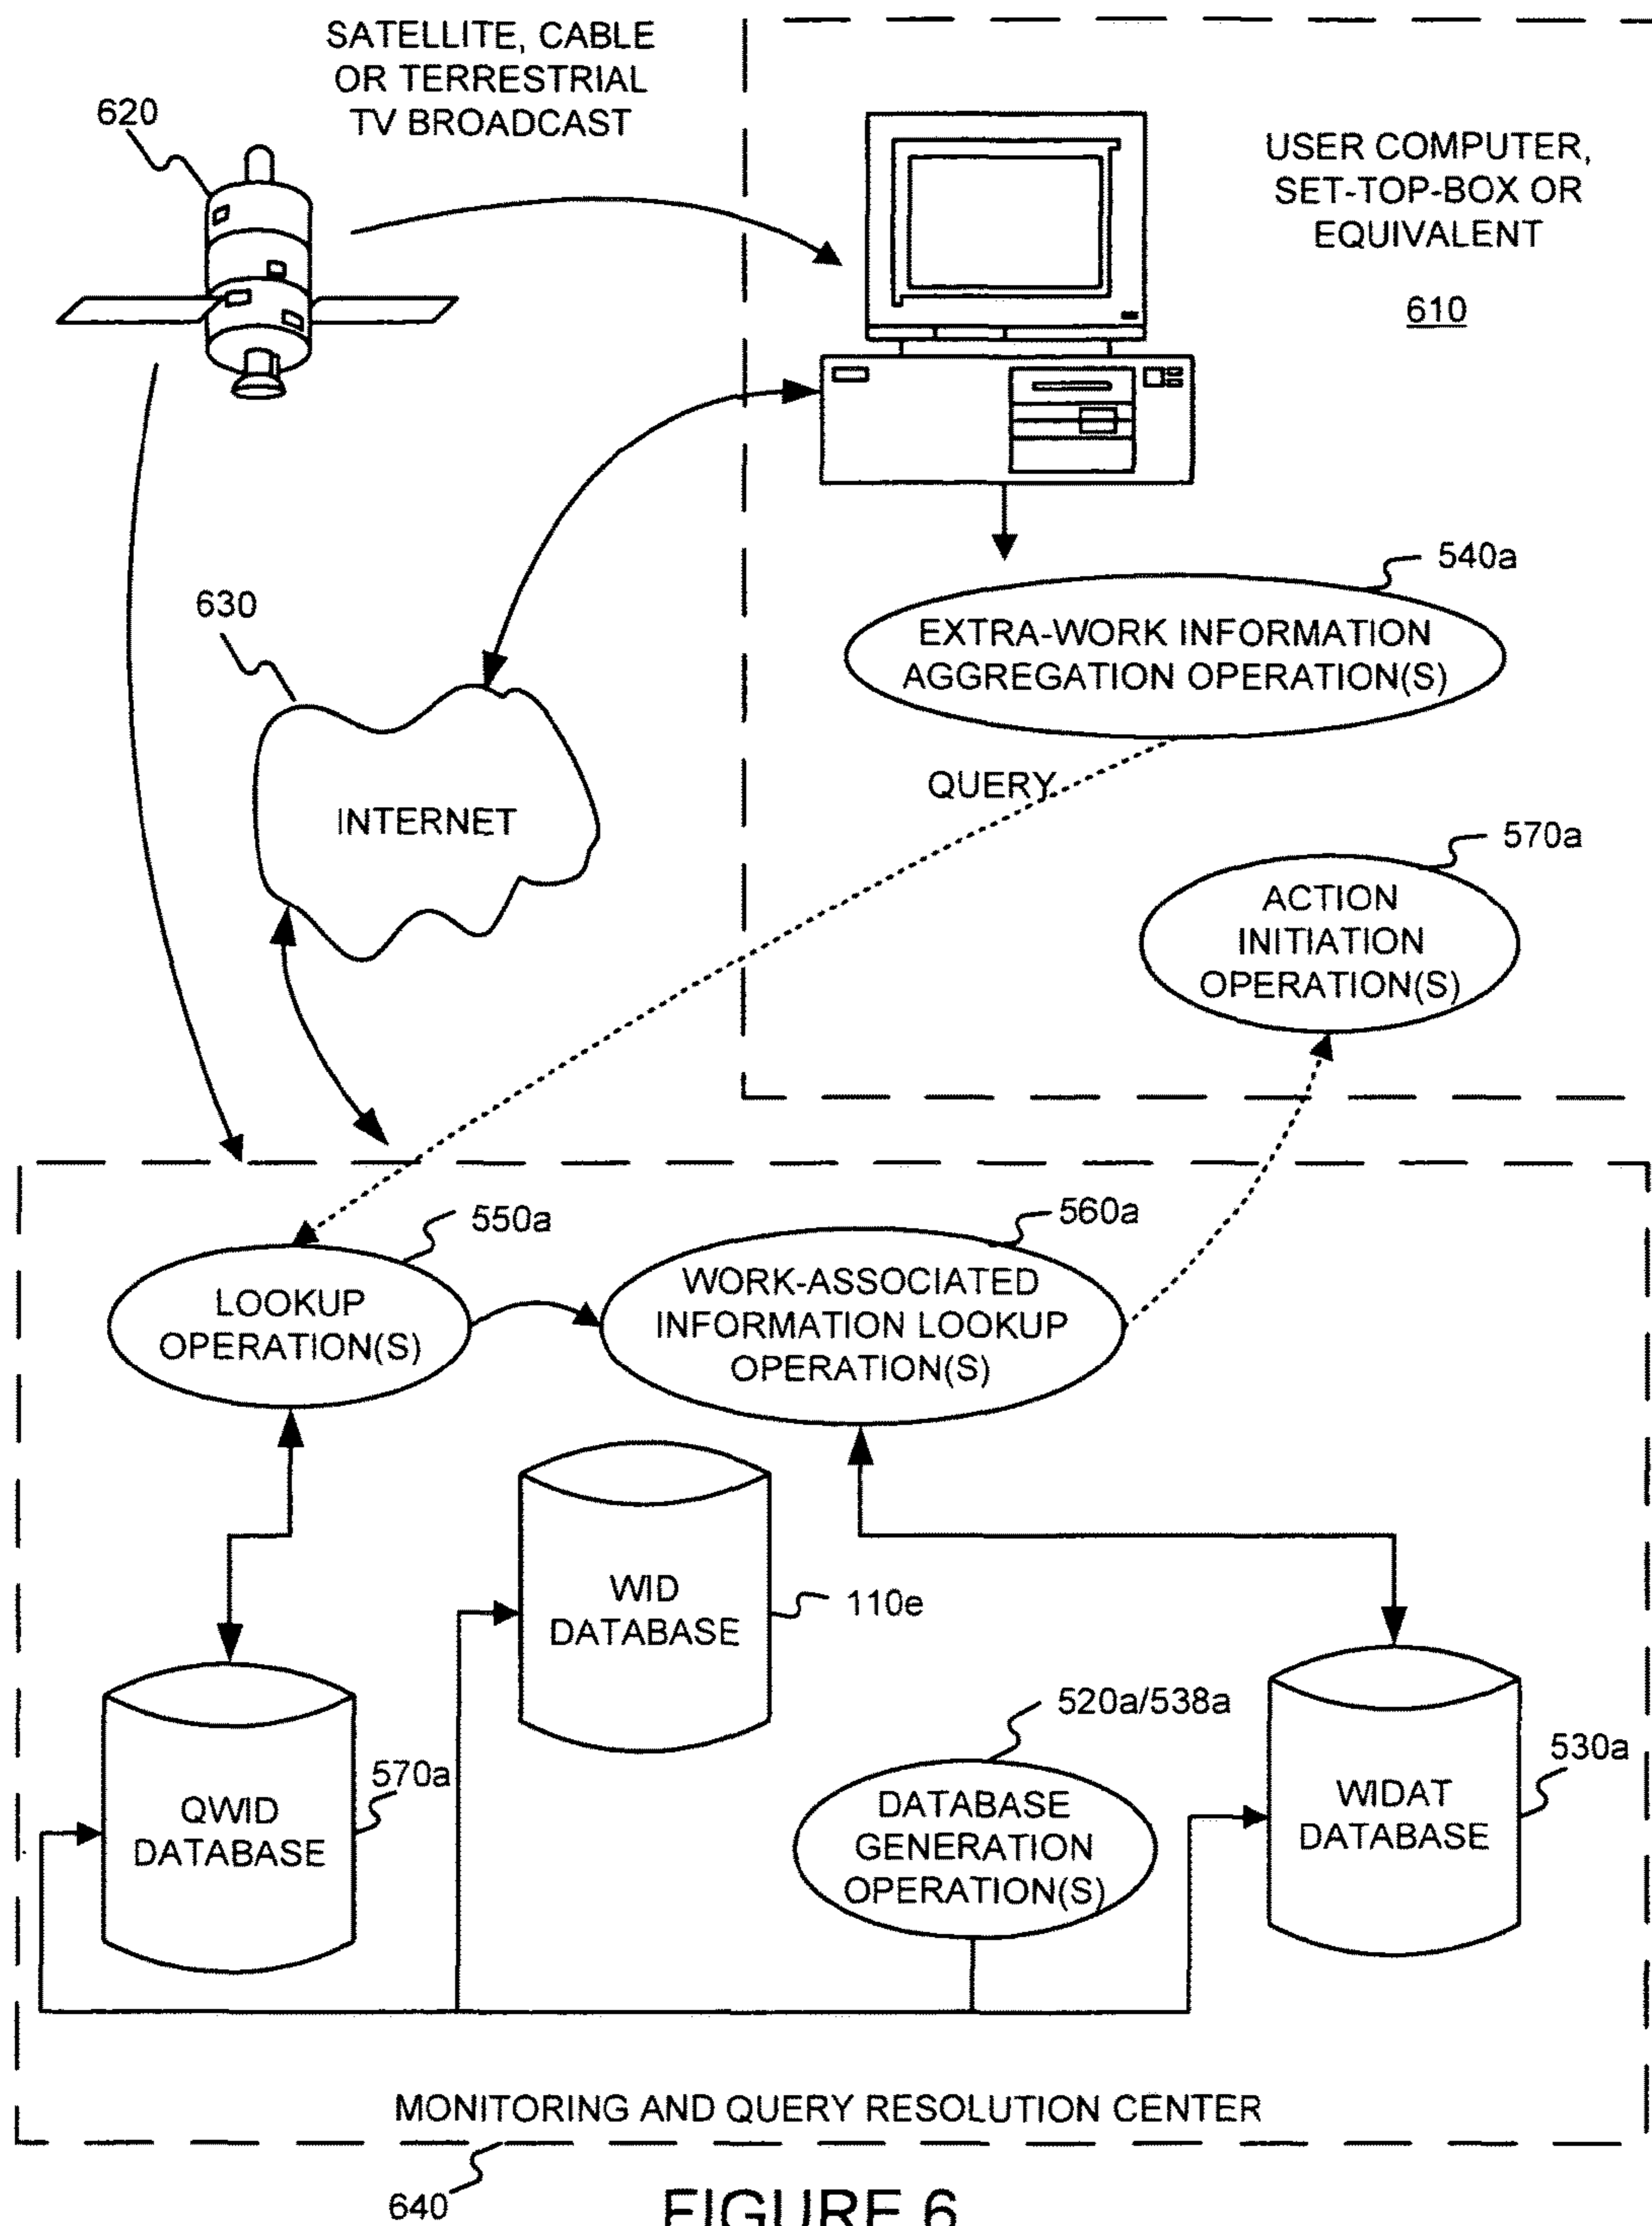 SATELLITE, CABLE
OR TERRESTRIAL
TV BROADCAST
620
USER COMPUTER,
SET-TOP-BOX OR
EQUIVALENT
610
540a
EXTRA-WORK INFORMATION
AGGREGATION OPERATION(S)
630
INTERNET
QUERY
570a
ACTION
INITIATION
OPERATION(S)
550a
LOOKUP
OPERATION(S)
560a
WORK-ASSOCIATED
INFORMATION LOOKUP
OPERATION(S)
WID
DATABASE
110e
520a/538a
530a
570a
QWID
DATABASE
DATABASE
GENERATION
OPERATION(S)
WIDAT
DATABASE
MONITORING AND QUERY RESOLUTION CENTER
640
FIGURE 6